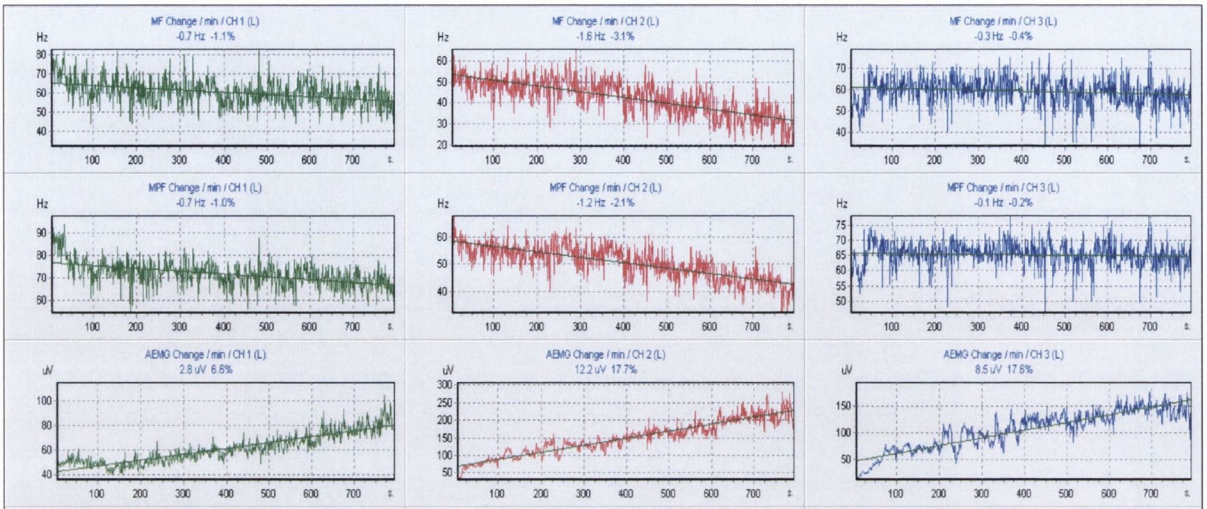 MF Change / min / CH 1 (L)
-0.7 Hz -1.1%
Hz
80
70
60
50
40
100 200 300 400 500 600 700 s.
MF Change / min / CH 2 (L)
-1.6 Hz -3.1%
Hz
60
50
40
30
20
100 200 300 400 500 600 700 s.
MF Change / min / CH 3 (L)
-0.3 Hz -0.4%
Hz
70
60
50
40
100 200 300 400 500 600 700 s.
MPF Change / min / CH 1 (L)
-0.7 Hz -1.0%
Hz
90
80
70
60
100 200 300 400 500 600 700 s.
MPF Change / min / CH 2 (L)
-1.2 Hz -2.1%
Hz
60
50
40
100 200 300 400 500 600 700 s.
MPF Change / min / CH 3 (L)
-0.1 Hz -0.2%
Hz
75
70
65
60
55
50
100 200 300 400 500 600 700 s.
AEMG Change / min / CH 1 (L)
2.8 uV 6.6%
uV
100
80
60
40
100 200 300 400 500 600 700 s.
AEMG Change / min / CH 2 (L)
12.2 uV 17.7%
uV
300
250
200
150
100
50
100 200 300 400 500 600 700 s.
AEMG Change / min / CH 3 (L)
8.5 uV 17.6%
uV
150
100
50
100 200 300 400 500 600 700 s.